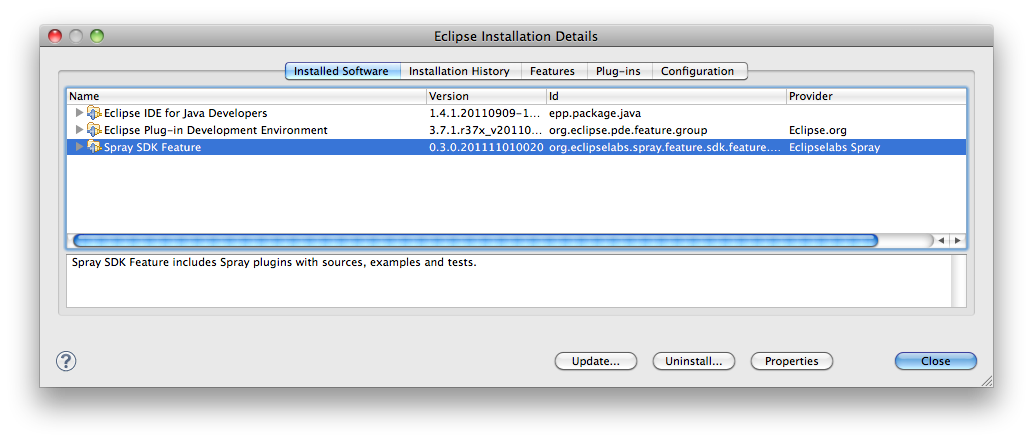 Eclipse Installation Details
Installed Software Installation History Features Plug-ins Configuration
Name Version Id Provider
Eclipse IDE for Java Developers 1.4.1.20110909-1... epp.package.java
Eclipse Plug-in Development Environment 3.7.1.r37x_v20110... org.eclipse.pde.feature.group Eclipse.org
Spray SDK Feature 0.3.0.201111010020 org.eclipselabs.spray.feature.sdk.feature.... Eclipselabs Spray
Spray SDK Feature includes Spray plugins with sources, examples and tests.
? Update... Uninstall... Properties Close